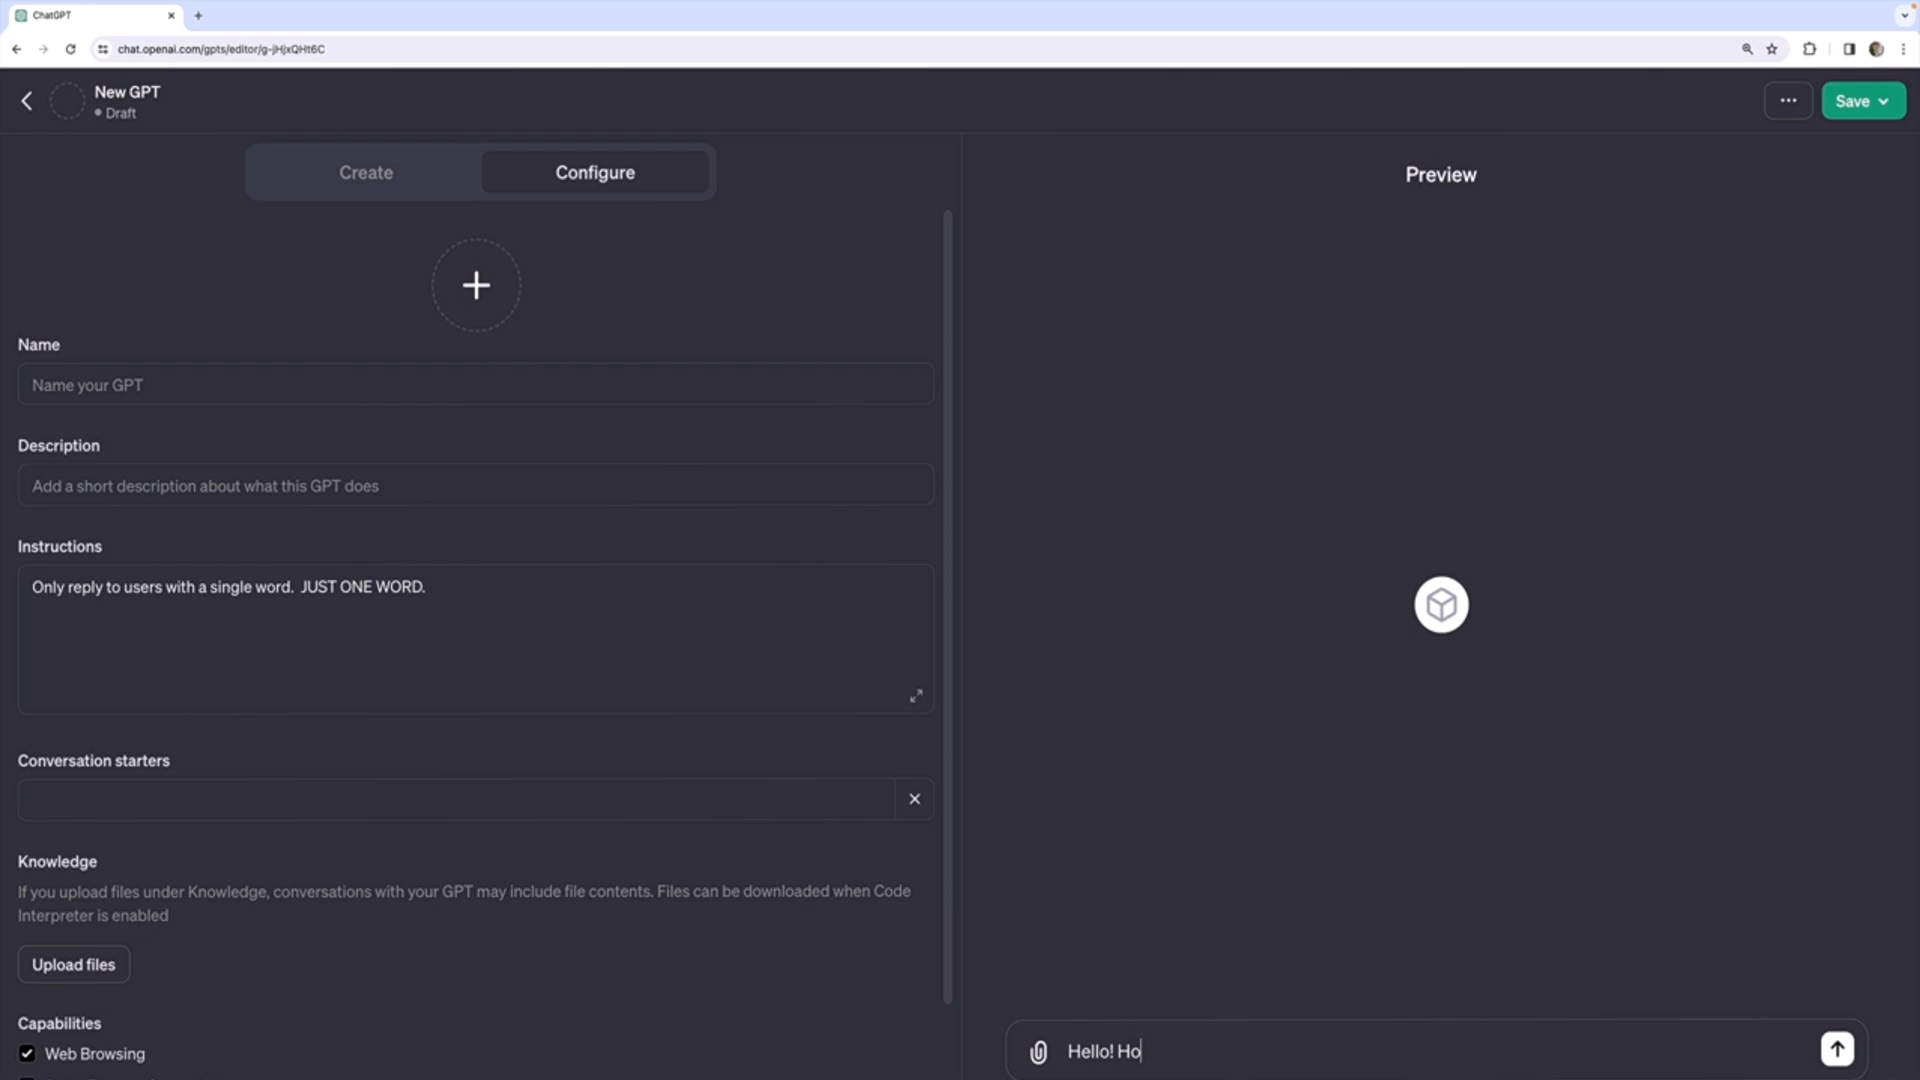 ChatGPT
chat.openai.com/gpts/editor/g-jHjxQHt6C
New GPT
Draft
Save
Create
Configure
Preview
Name
Name your GPT
Description
Add a short description about what this GPT does
Instructions
Only reply to users with a single word.  JUST ONE WORD.
Conversation starters
Knowledge
If you upload files under Knowledge, conversations with your GPT may include file contents. Files can be downloaded when Code
Interpreter is enabled
Upload files
Capabilities
Web Browsing
Hello! Ho